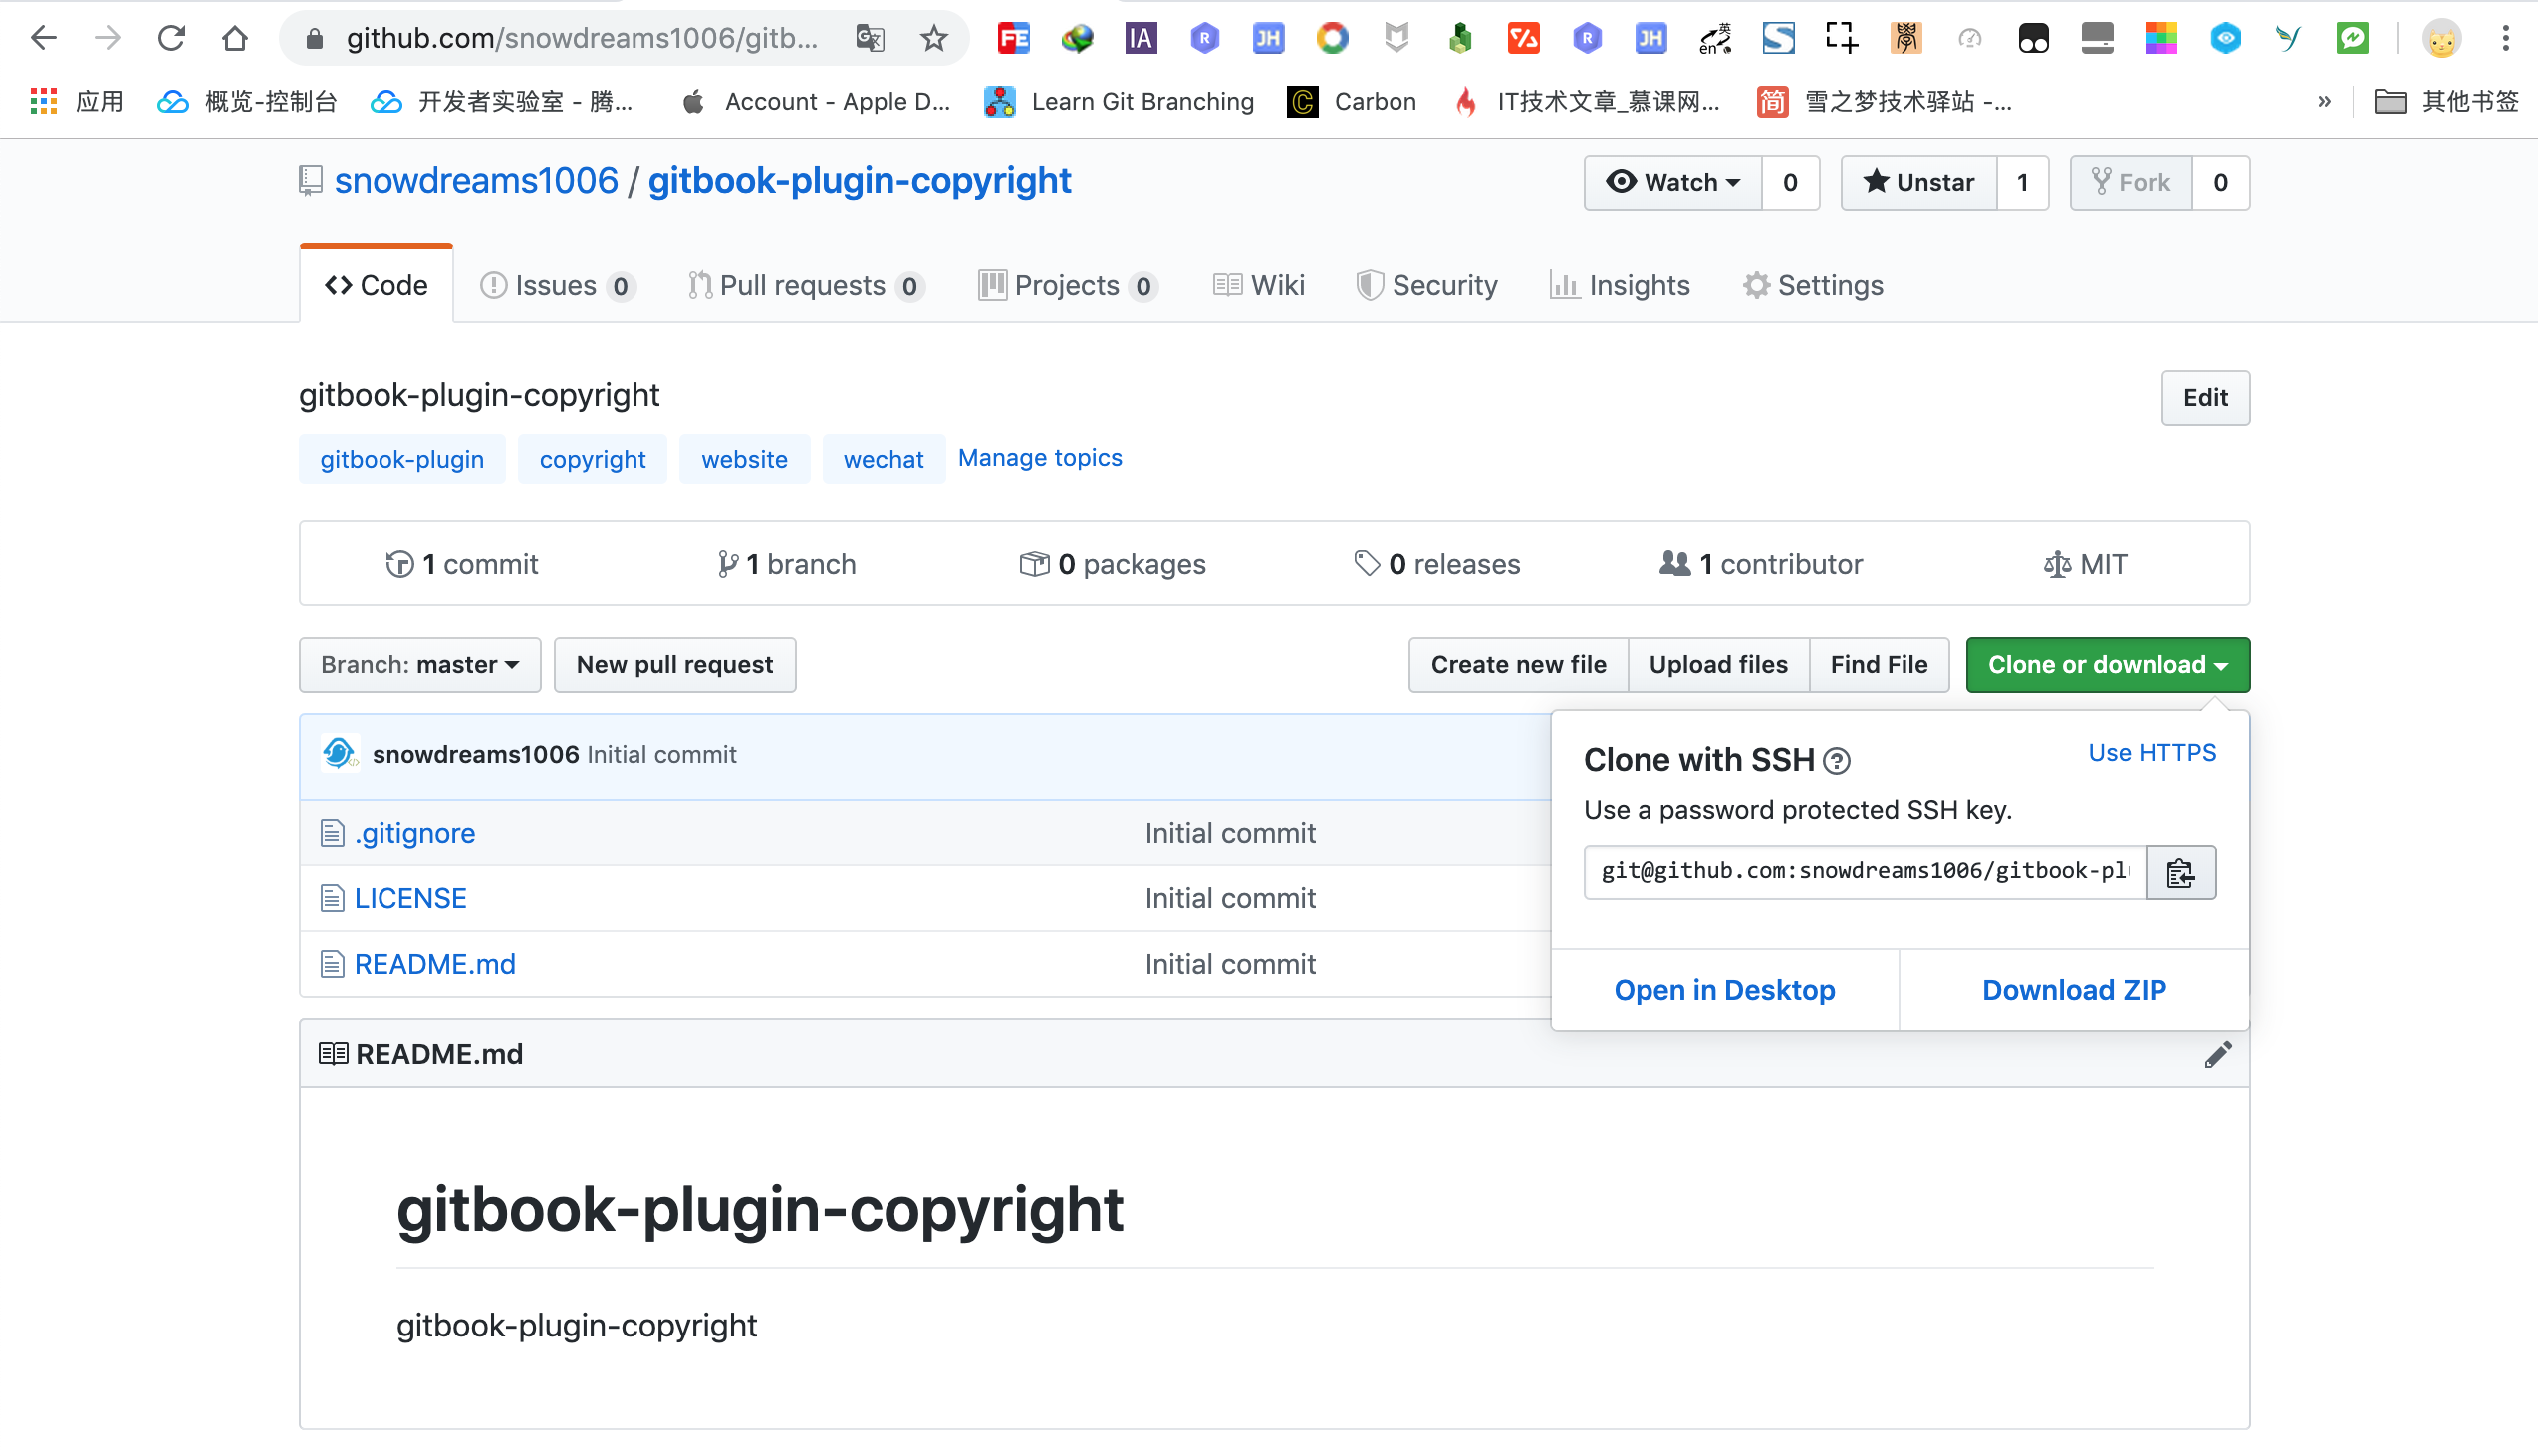 github.com/snowdreams1006/gitb...
应用 概览-控制台 开发者实验室 - 腾... Account - Apple D... Learn Git Branching Carbon IT技术文章_慕课网... 简 雪之梦技术驿站 -... » 其他书签
snowdreams1006 / gitbook-plugin-copyright Watch 0 Unstar 1 Fork 0
Code Issues 0 Pull requests 0 Projects 0 Wiki Security Insights Settings
gitbook-plugin-copyright Edit
gitbook-plugin copyright website wechat Manage topics
1 commit 1 branch 0 packages 0 releases 1 contributor MIT
Branch: master New pull request Create new file Upload files Find File Clone or download
snowdreams1006 Initial commit
.gitignore Initial commit
LICENSE Initial commit
README.md Initial commit
Clone with SSH Use HTTPS
Use a password protected SSH key.
git@github.com:snowdreams1006/gitbook-pl
Open in Desktop Download ZIP
README.md
gitbook-plugin-copyright
gitbook-plugin-copyright